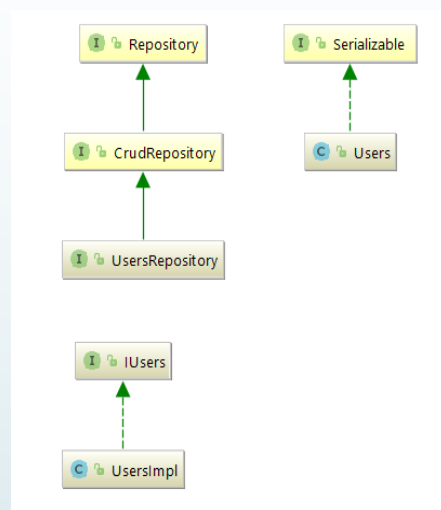 I Repository
I Serializable
I CrudRepository
C Users
I UsersRepository
I IUsers
C UsersImpl